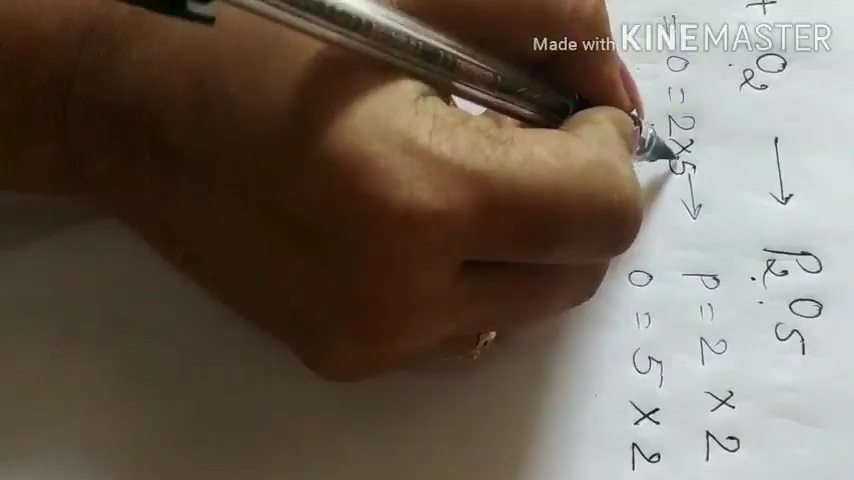 Made with KINEMASTER
+ O2 → P2O5
= O = 2×5 → P = 2 × 2
O = 5 × 2